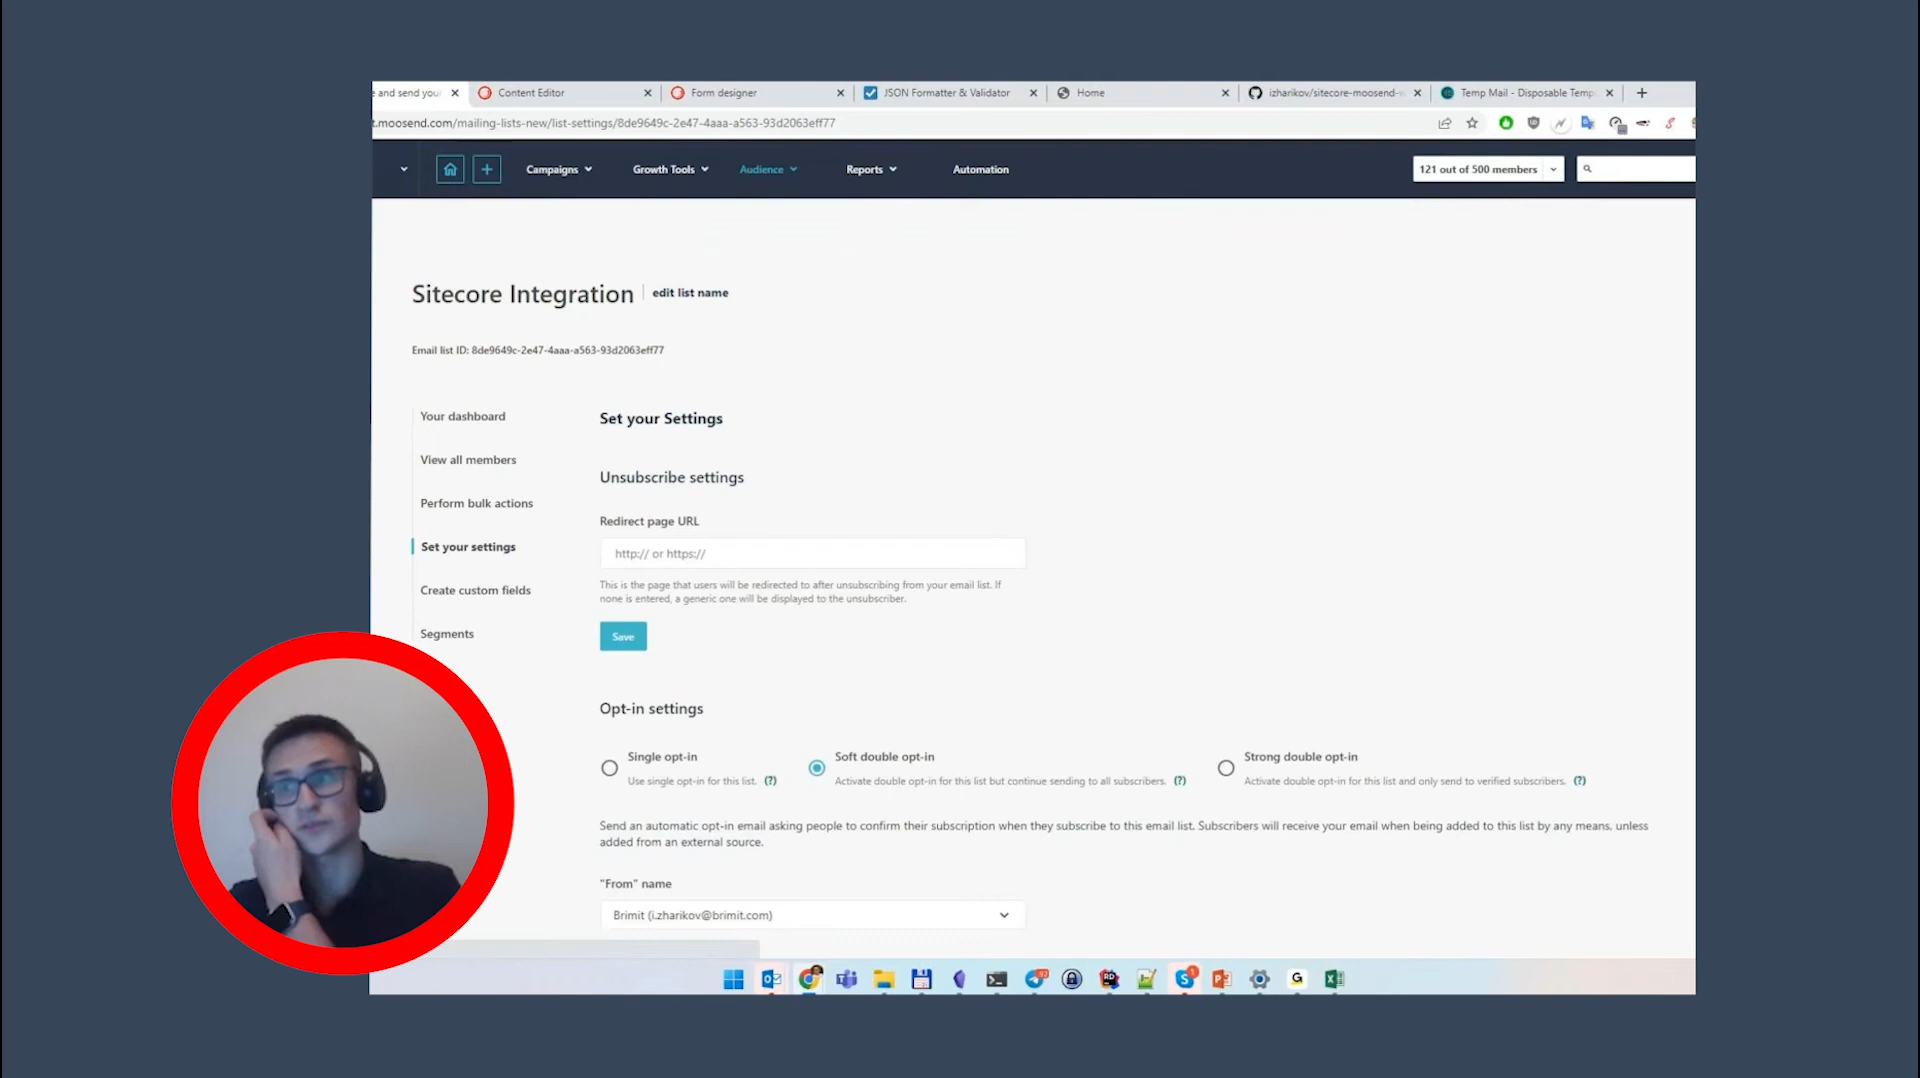 e and send your
Content Editor
Form designer
JSON Formatter & Validator
Home
izharikov/sitecore-moosend-
Temp Mail - Disposable Temp
t.moosend.com/mailing-lists-new/list-settings/8de9649c-2e47-4aaa-a563-93d2063eff77
Campaigns
Growth Tools
Audience
Reports
Automation
121 out of 500 members
Sitecore Integration
edit list name
Email list ID: 8de9649c-2e47-4aaa-a563-93d2063eff77
Your dashboard
View all members
Perform bulk actions
Set your settings
Create custom fields
Segments
Set your Settings
Unsubscribe settings
Redirect page URL
http:// or https://
This is the page that users will be redirected to after unsubscribing from your email list. If
none is entered, a generic one will be displayed to the unsubscriber.
Save
Opt-in settings
Single opt-in
Use single opt-in for this list. (?)
Soft double opt-in
Activate double opt-in for this list but continue sending to all subscribers. (?)
Strong double opt-in
Activate double opt-in for this list and only send to verified subscribers. (?)
Send an automatic opt-in email asking people to confirm their subscription when they subscribe to this email list. Subscribers will receive your email when being added to this list by any means, unless
added from an external source.
"From" name
Brimit (i.zharikov@brimit.com)